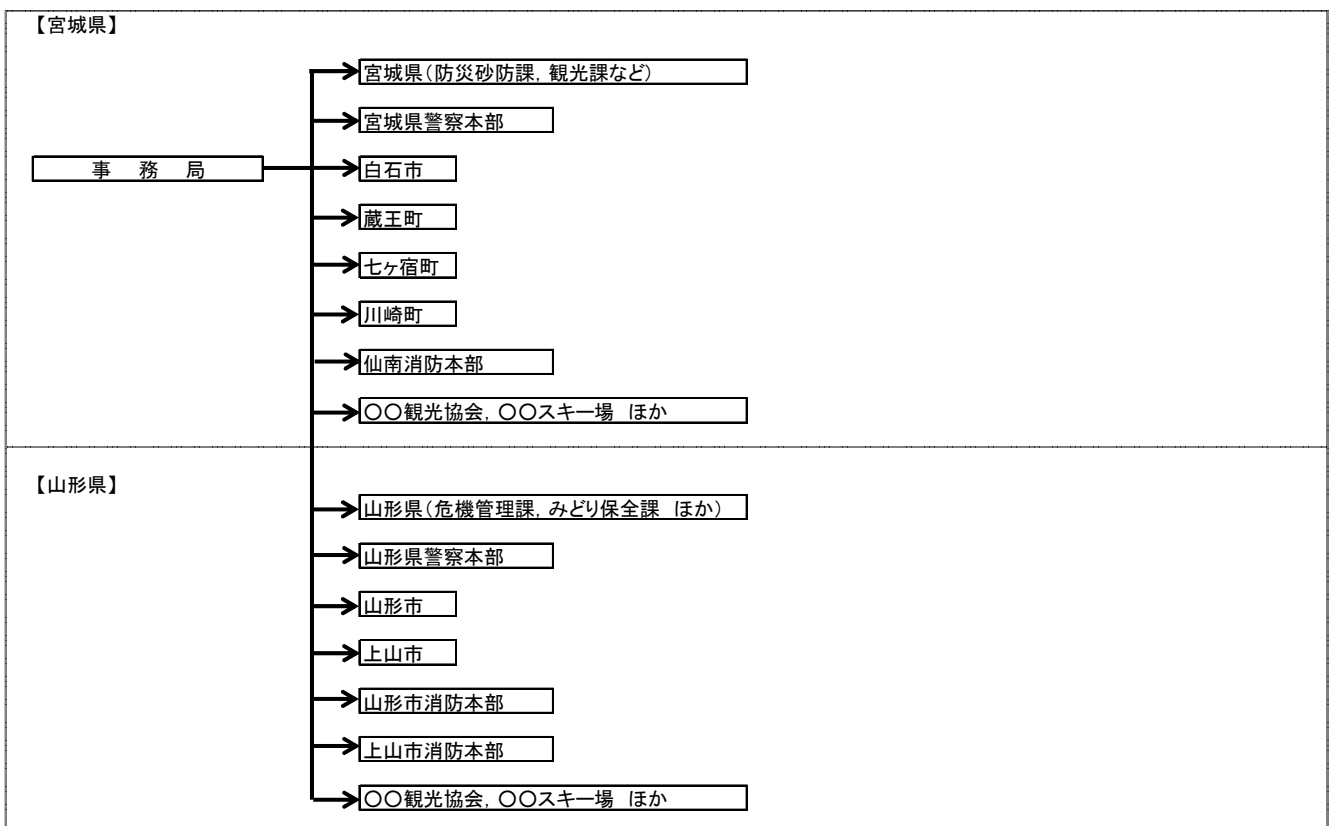 【宮城県】
宮城県（防災砂防課，観光課など）
宮城県警察本部
事　務　局
白石市
蔵王町
七ヶ宿町
川崎町
仙南消防本部
〇〇観光協会，〇〇スキー場　ほか
【山形県】
山形県（危機管理課，みどり保全課　ほか）
山形県警察本部
山形市
上山市
山形市消防本部
上山市消防本部
〇〇観光協会，〇〇スキー場　ほか